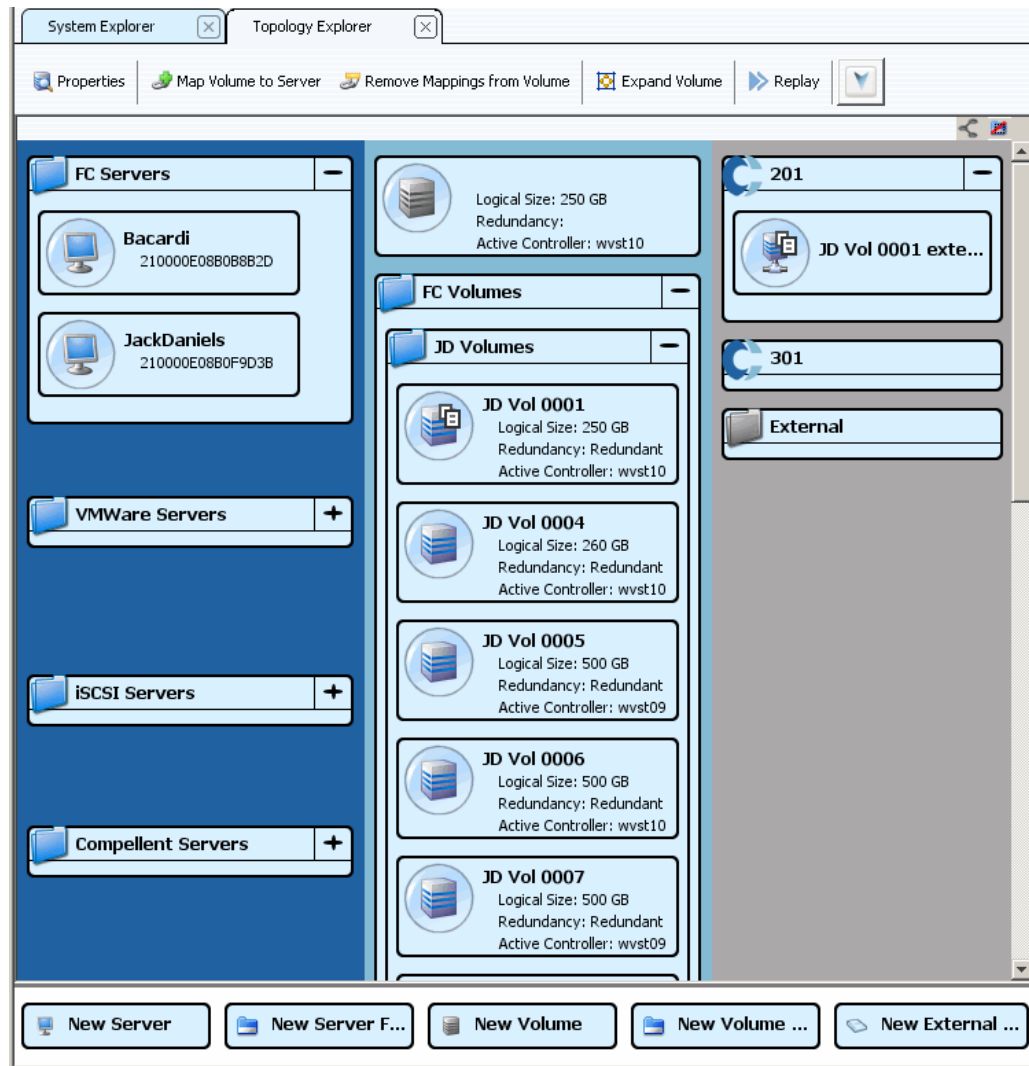 System Explorer
Topology Explorer
Properties
Map Volume to Server
Remove Mappings from Volume
Expand Volume
Replay
FC Servers
Bacardi
210000E08B0B8B2D
JackDaniels
210000E08B0F9D3B
VMWare Servers
iSCSI Servers
Compellent Servers
Logical Size: 250 GB
Redundancy:
Active Controller: wvst10
FC Volumes
JD Volumes
JD Vol 0001
Logical Size: 250 GB
Redundancy: Redundant
Active Controller: wvst10
JD Vol 0004
Logical Size: 260 GB
Redundancy: Redundant
Active Controller: wvst10
JD Vol 0005
Logical Size: 500 GB
Redundancy: Redundant
Active Controller: wvst09
JD Vol 0006
Logical Size: 500 GB
Redundancy: Redundant
Active Controller: wvst10
JD Vol 0007
Logical Size: 500 GB
Redundancy: Redundant
Active Controller: wvst09
201
JD Vol 0001 exte...
301
External
New Server
New Server F...
New Volume
New Volume ...
New External ...